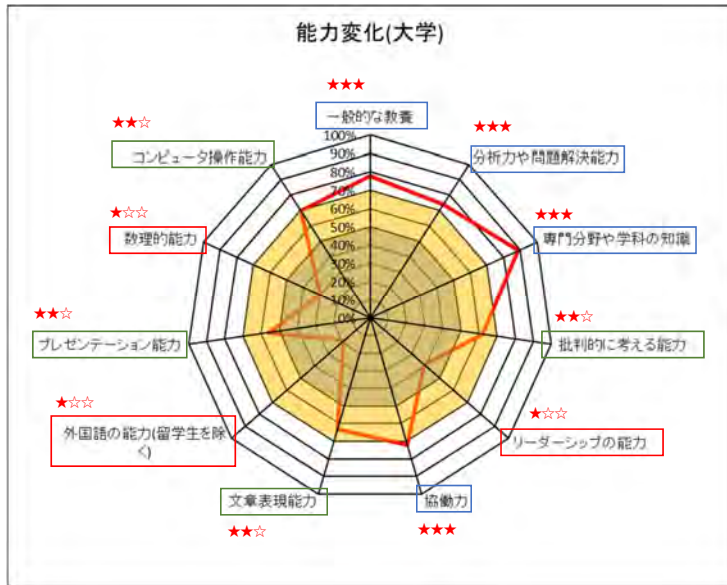 能力変化(大学)
★★★
一般的な教養
★★★
分析力や問題解決能力
★★★
専門分野や学科の知識
★★☆
批判的に考える能力
★☆☆
リーダーシップの能力
★★★
協働力
★★☆
文章表現能力
★☆☆
外国語の能力(留学生を除
く)
★★☆
プレゼンテーション能力
★☆☆
数理的能力
★★☆
コンピュータ操作能力
100%
90%
80%
70%
60%
50%
40%
30%
20%
10%
0%